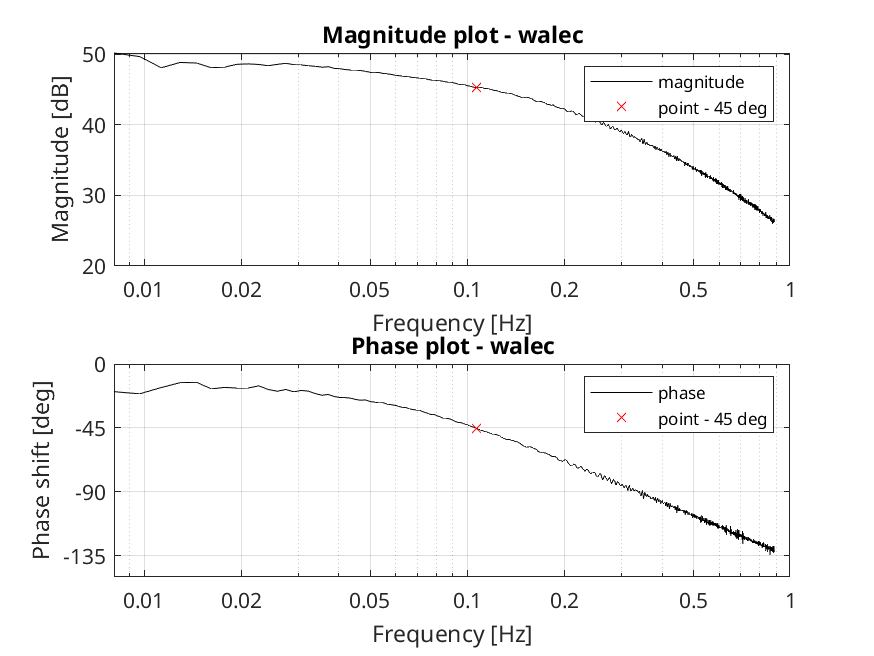 Magnitude plot - walec
50
40
30
20
Magnitude [dB]
magnitude
point - 45 deg
0.01 0.02 0.05 0.1 0.2 0.5 1
Frequency [Hz]
Phase plot - walec
0
-45
-90
-135
Phase shift [deg]
phase
point - 45 deg
0.01 0.02 0.05 0.1 0.2 0.5 1
Frequency [Hz]